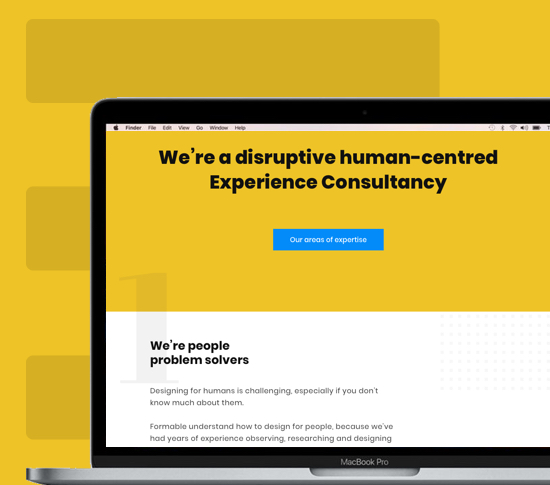 Finder File Edit View Go Window Help
We're a disruptive human-centred
Experience Consultancy
Our areas of expertise
1
We're people
problem solvers
Designing for humans is challenging, especially if you don't
know much about them.
Formable understand how to design for people, because we've
had years of experience observing, researching and designing
MacBook Pro